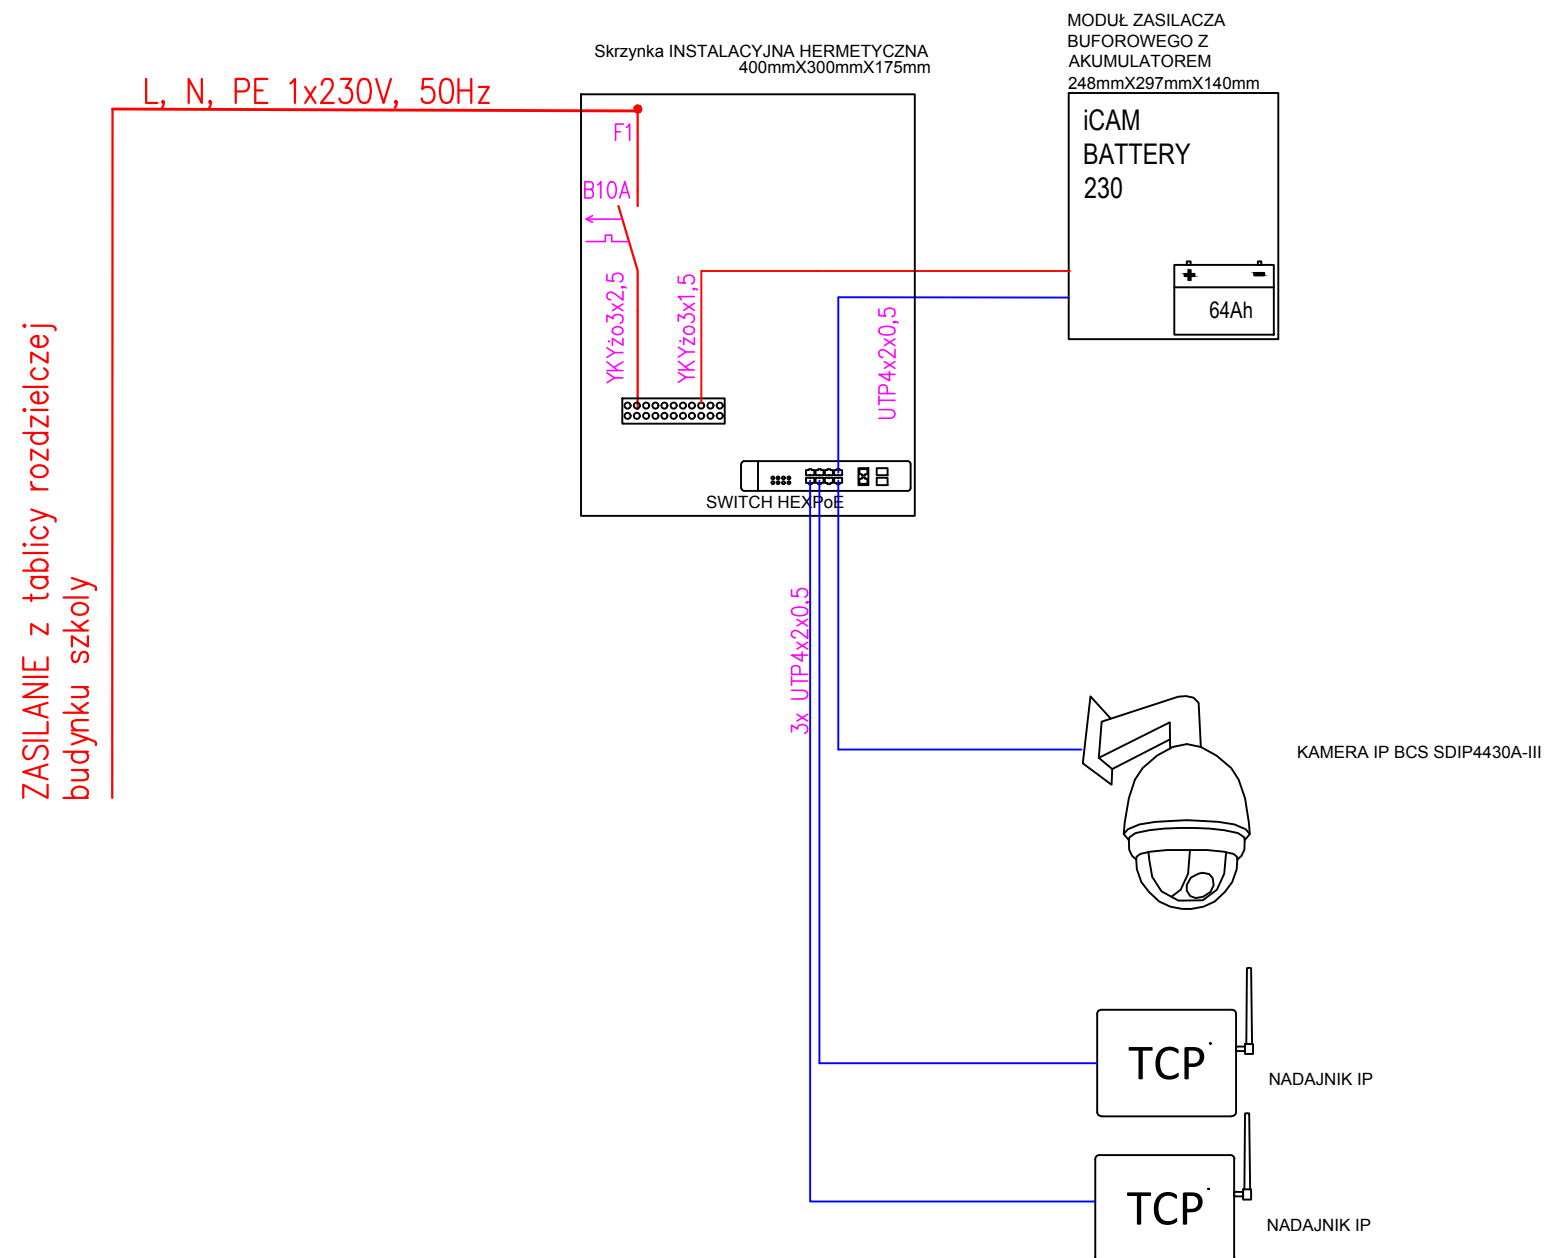 MODUŁ ZASILACZA
BUFOROWEGO Z
AKUMULATOREM
248mmX297mmX140mm
Skrzynka INSTALACYJNA HERMETYCZNA
400mmX300mmX175mm
L, N, PE 1x230V, 50Hz
F1
B10A
iCAM
BATTERY
230
+ -
64Ah
YKYżo3x2,5
YKYżo3x1,5
UTP4x2x0,5
SWITCH HEXPoE
ZASILANIE z tablicy rozdzielczej
budynku szkoly
3x UTP4x2x0,5
KAMERA IP BCS SDIP4430A-III
TCP
NADAJNIK IP
TCP
NADAJNIK IP